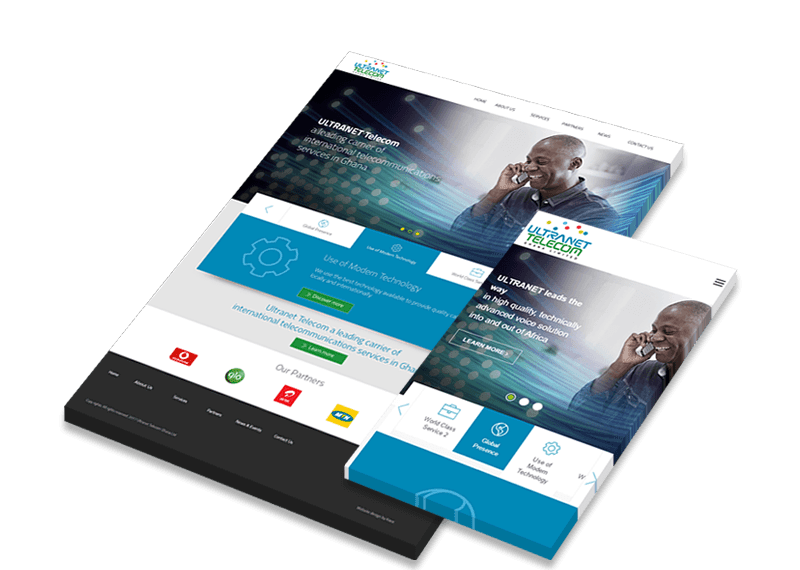 ULTRANET
TELECOM
HOME
ABOUT US
SERVICES
PARTNERS
NEWS
CONTACT US
ULTRANET Telecom
a leading carrier of
international telecommunications
services in Ghana
Global Presence
Use of Modern Technology
World Class
Use of Modern Technology
We use the best technology available to provide quality
locally and internationally.
Discover more
Ultranet Telecom a leading carrier of
international telecommunications services in Gha
Learn more
Our Partners
glo
airtel
MTN
Home
About Us
Services
Partners
News & Events
Contact Us
ULTRANET
TELECOM
GHANA LIMITED
ULTRANET leads the
way
in high quality, technically
advanced voice solution
into and out of Africa
LEARN MORE >
World Class
Service 2
Global
Presence
Use of
Modern
Technology
W